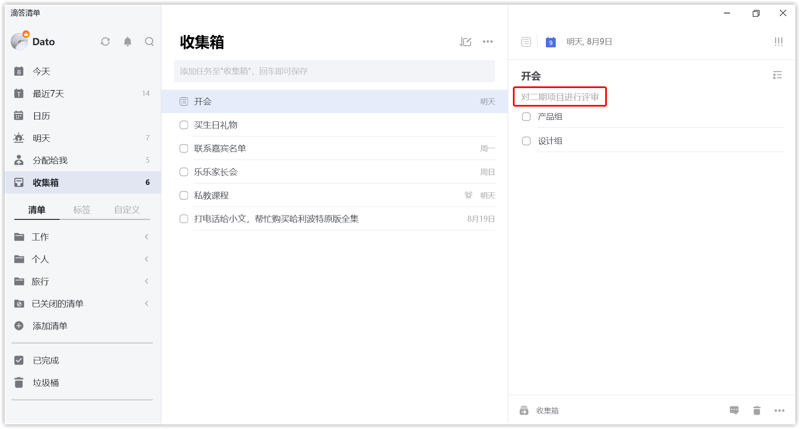 滴答清单
Dato
今天
最近7天 14
日历
明天 7
分配给我 5
收集箱 6
清单 标签 自定义
工作
个人
旅行
已关闭的清单
添加清单
已完成
垃圾桶
收集箱
添加任务至“收集箱”，回车即可保存
开会 明天
买生日礼物
联系嘉宾名单 周一
乐乐家长会 周日
私教课程 明天
打电话给小文，帮忙购买哈利波特原版全集 8月19日
9 明天, 8月9日 !!!
开会
对二期项目进行评审
产品组
设计组
收集箱